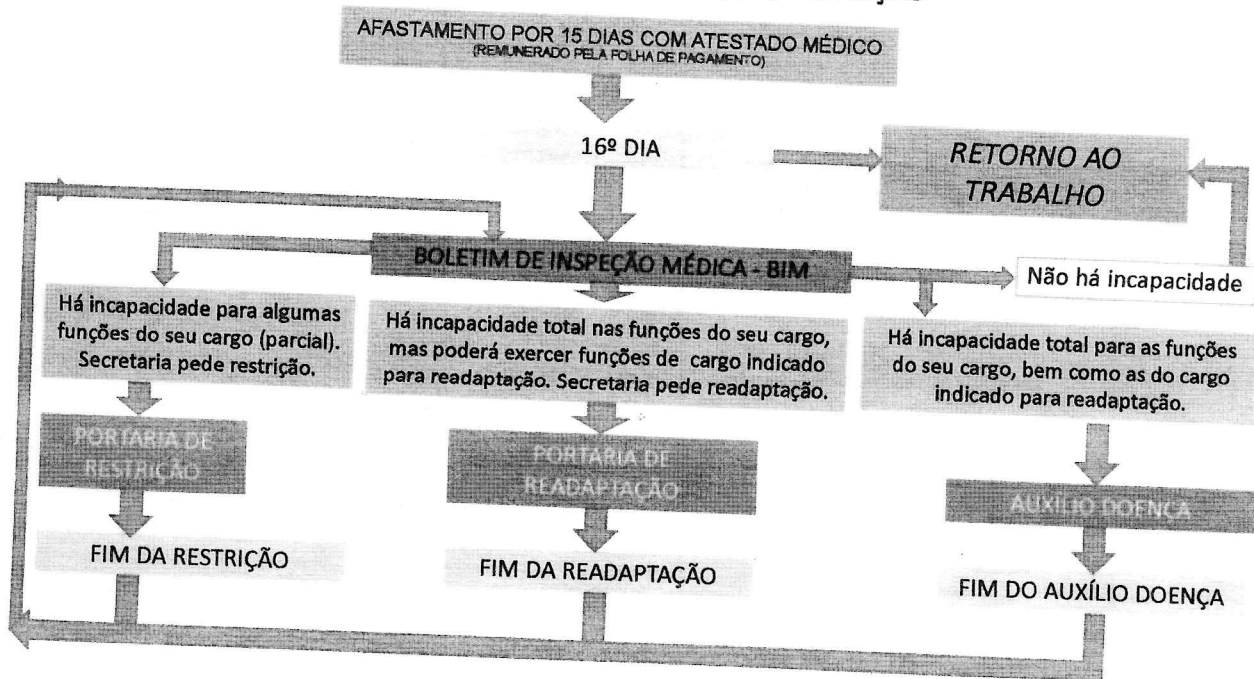 AFASTAMENTO POR 15 DIAS COM ATESTADO MÉDICO
(REMUNERADO PELA FOLHA DE PAGAMENTO)
16º DIA
RETORNO AO
TRABALHO
BOLETIM DE INSPEÇÃO MÉDICA - BIM
Não há incapacidade
Há incapacidade para algumas
funções do seu cargo (parcial).
Secretaria pede restrição.
Há incapacidade total nas funções do seu cargo,
mas poderá exercer funções de cargo indicado
para readaptação. Secretaria pede readaptação.
Há incapacidade total para as funções
do seu cargo, bem como as do cargo
indicado para readaptação.
PORTARIA DE
RESTRIÇÃO
PORTARIA DE
READAPTAÇÃO
AUXÍLIO DOENÇA
FIM DA RESTRIÇÃO
FIM DA READAPTAÇÃO
FIM DO AUXÍLIO DOENÇA